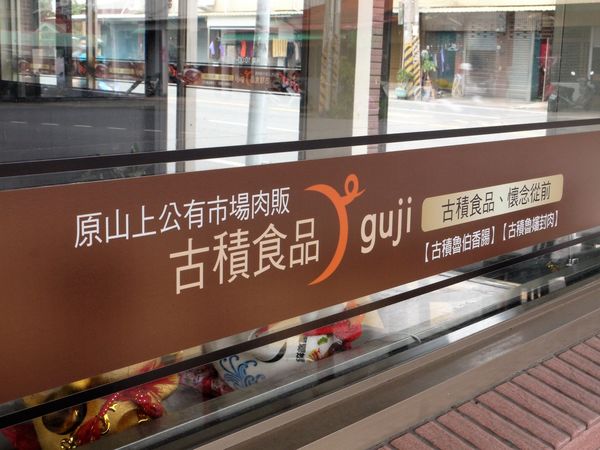 原山上公有市場肉販
古積食品
guji
古積食品、懷念從前
【古積魯伯香腸】【古積魯爌封肉】